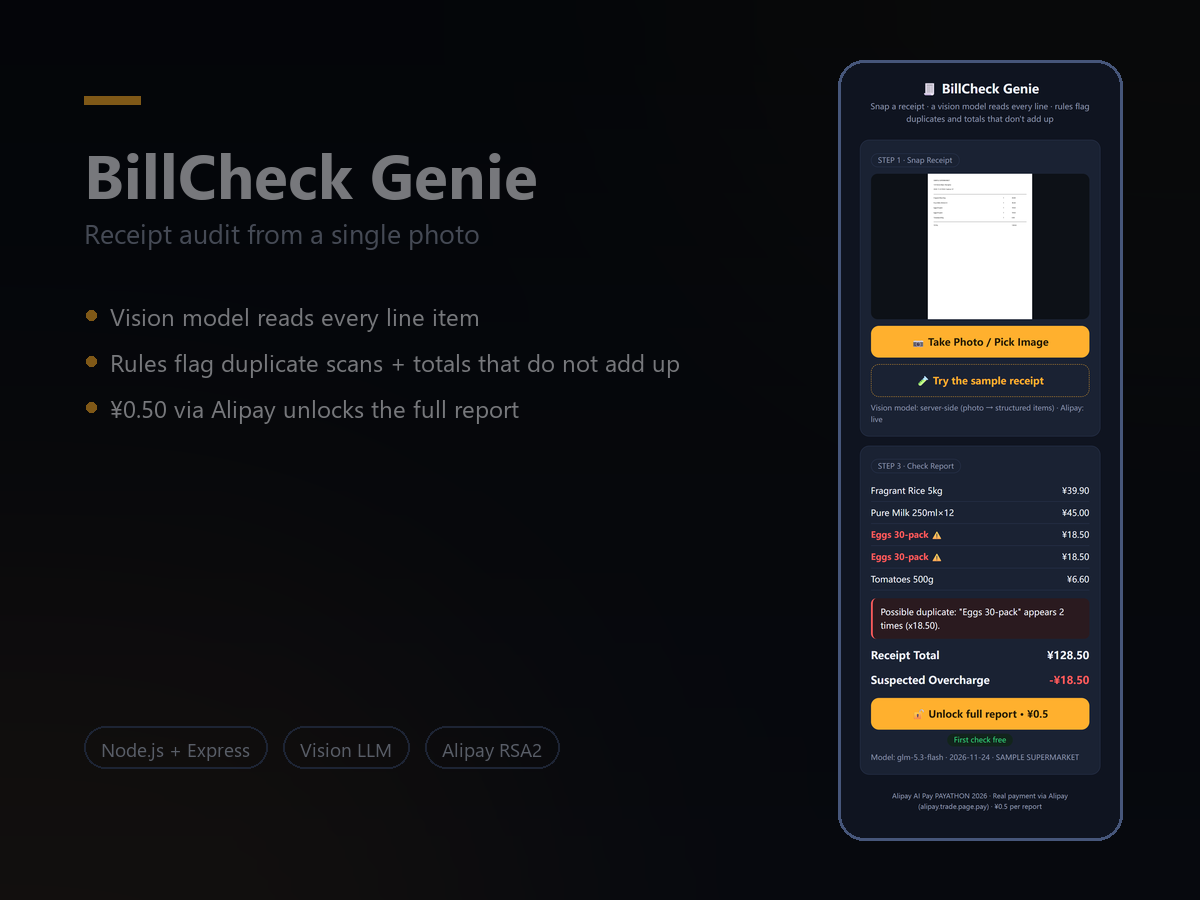 BillCheck Genie
Receipt audit from a single photo
Vision model reads every line item
Rules flag duplicate scans + totals that do not add up
¥0.50 via Alipay unlocks the full report
Node.js + Express
Vision LLM
Alipay RSA2
BillCheck Genie
Snap a receipt · a vision model reads every line · rules flag
duplicates and totals that don't add up
STEP 1 · Snap Receipt
Take Photo / Pick Image
Try the sample receipt
Vision model: server-side (photo → structured items) · Alipay:
live
STEP 3 · Check Report
Fragrant Rice 5kg ¥39.90
Pure Milk 250ml×12 ¥45.00
Eggs 30-pack ⚠ ¥18.50
Eggs 30-pack ⚠ ¥18.50
Tomatoes 500g ¥6.60
Possible duplicate: "Eggs 30-pack" appears 2
times (x18.50).
Receipt Total ¥128.50
Suspected Overcharge -¥18.50
Unlock full report • ¥0.5
First check free
Model: glm-5.3-flash · 2026-11-24 · SAMPLE SUPERMARKET
Alipay AI Pay PAYATHON 2026 · Real payment via Alipay
(alipay.trade.page.pay) · ¥0.5 per report